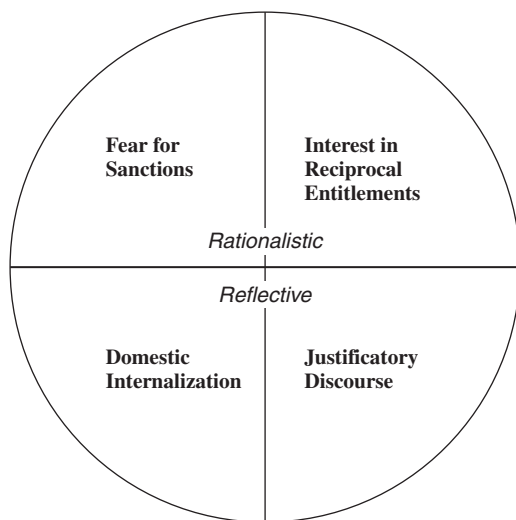 Fear for
Sanctions
Interest in
Reciprocal
Entitlements
Rationalistic
Reflective
Domestic
Internalization
Justificatory
Discourse